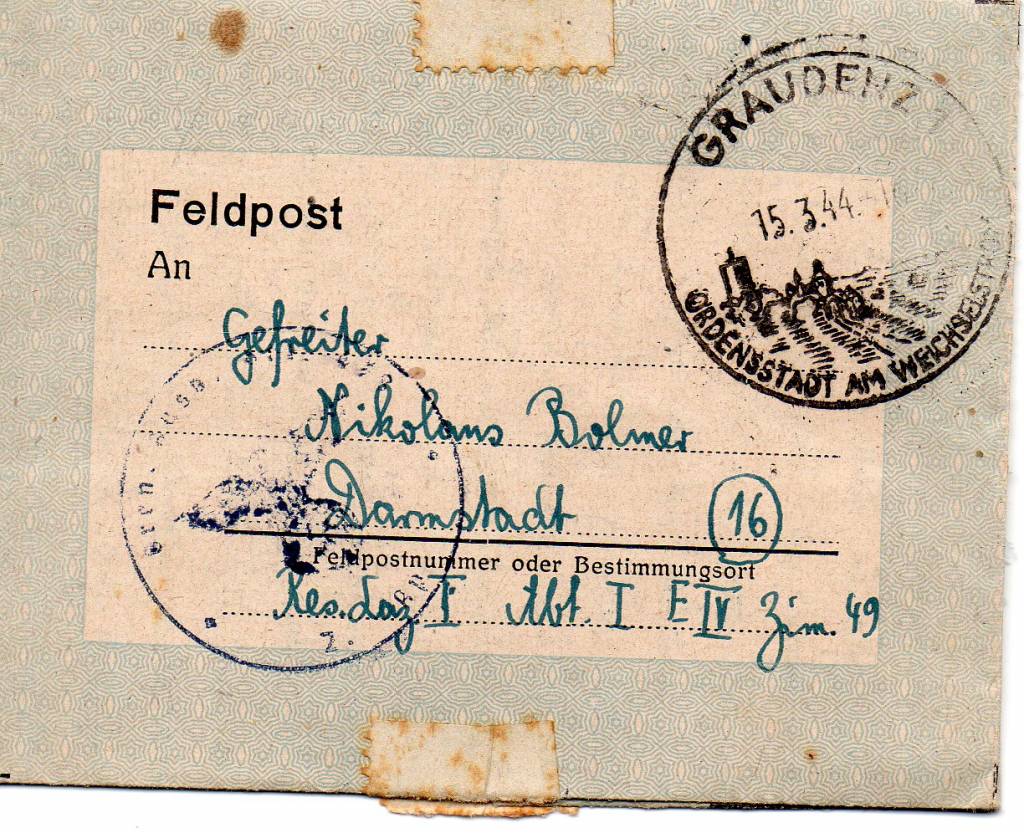 GRAUDENZ
15.3.44
ORDENSSTADT AM WEICHSELSTROM
Feldpost
An
Gefreiter
Nikolaus Bolmer
Darmstadt 16
Feldpostnummer oder Bestimmungsort
Res. Laz. I Abt. I E IV Zim. 49